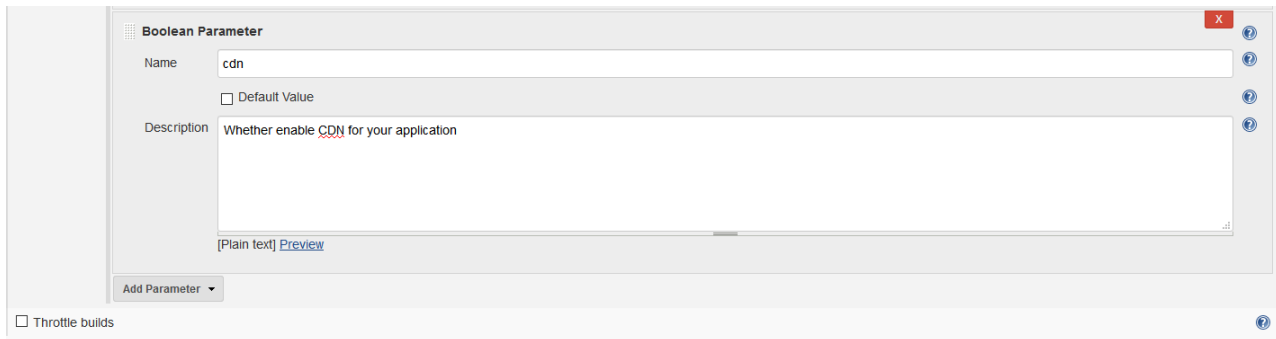 X
Boolean Parameter
Name cdn
Default Value
Description Whether enable CDN for your application
[Plain text] Preview
Add Parameter
Throttle builds